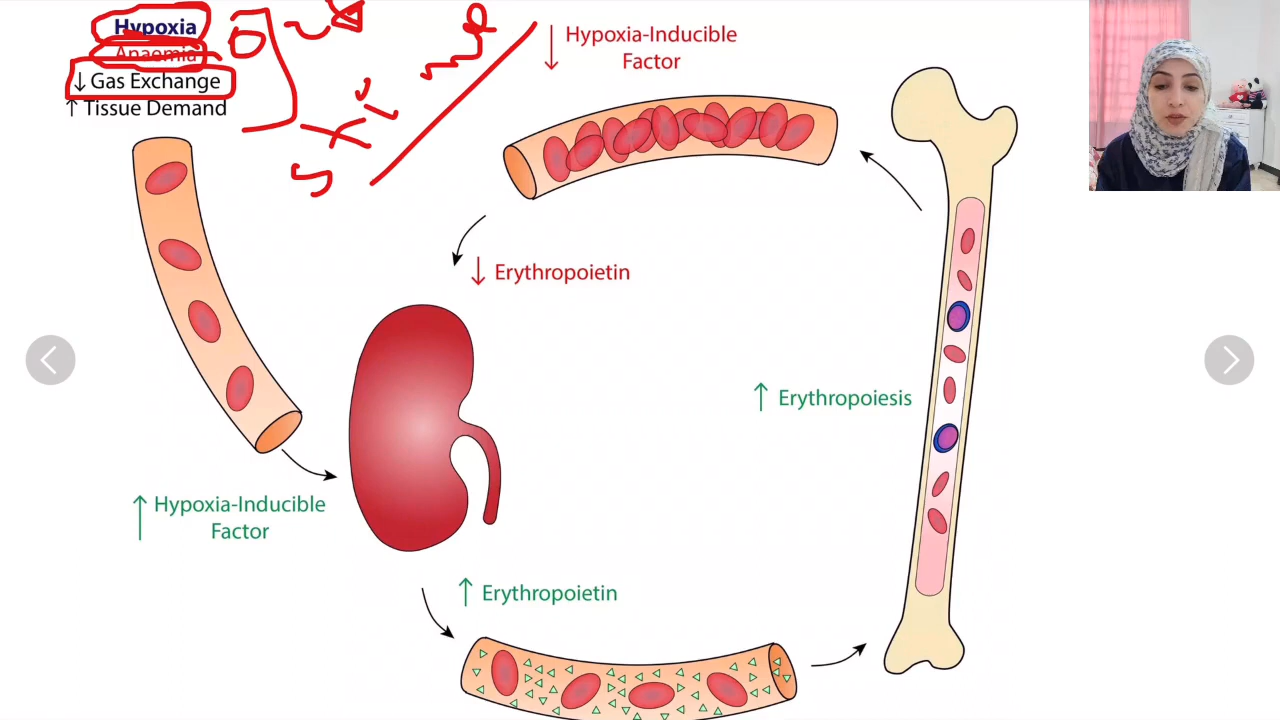 Hypoxia
Anaemia
↓ Gas Exchange
↑ Tissue Demand
↓ Hypoxia-Inducible
Factor
↓ Erythropoietin
↑ Erythropoiesis
↑ Hypoxia-Inducible
Factor
↑ Erythropoietin